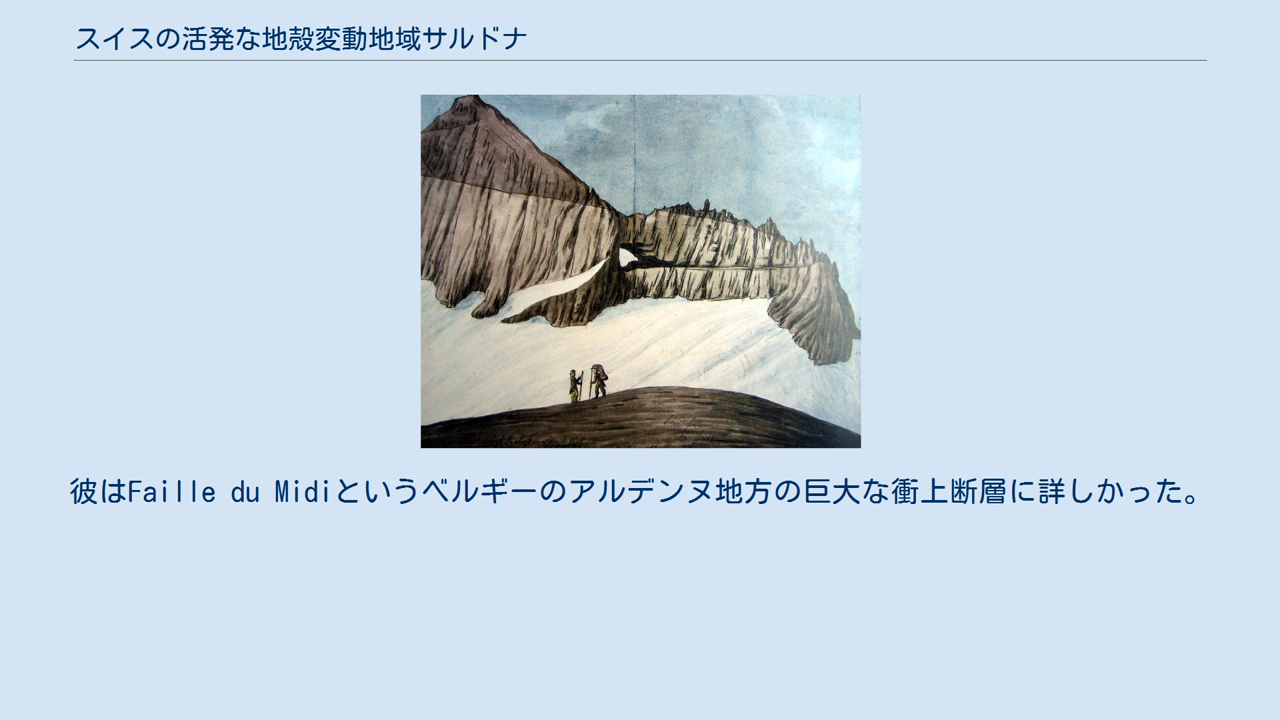 スイスの活発な地殻変動地域サルドナ
彼はFaille du Midiというベルギーのアルデンヌ地方の巨大な衝上断層に詳しかった。